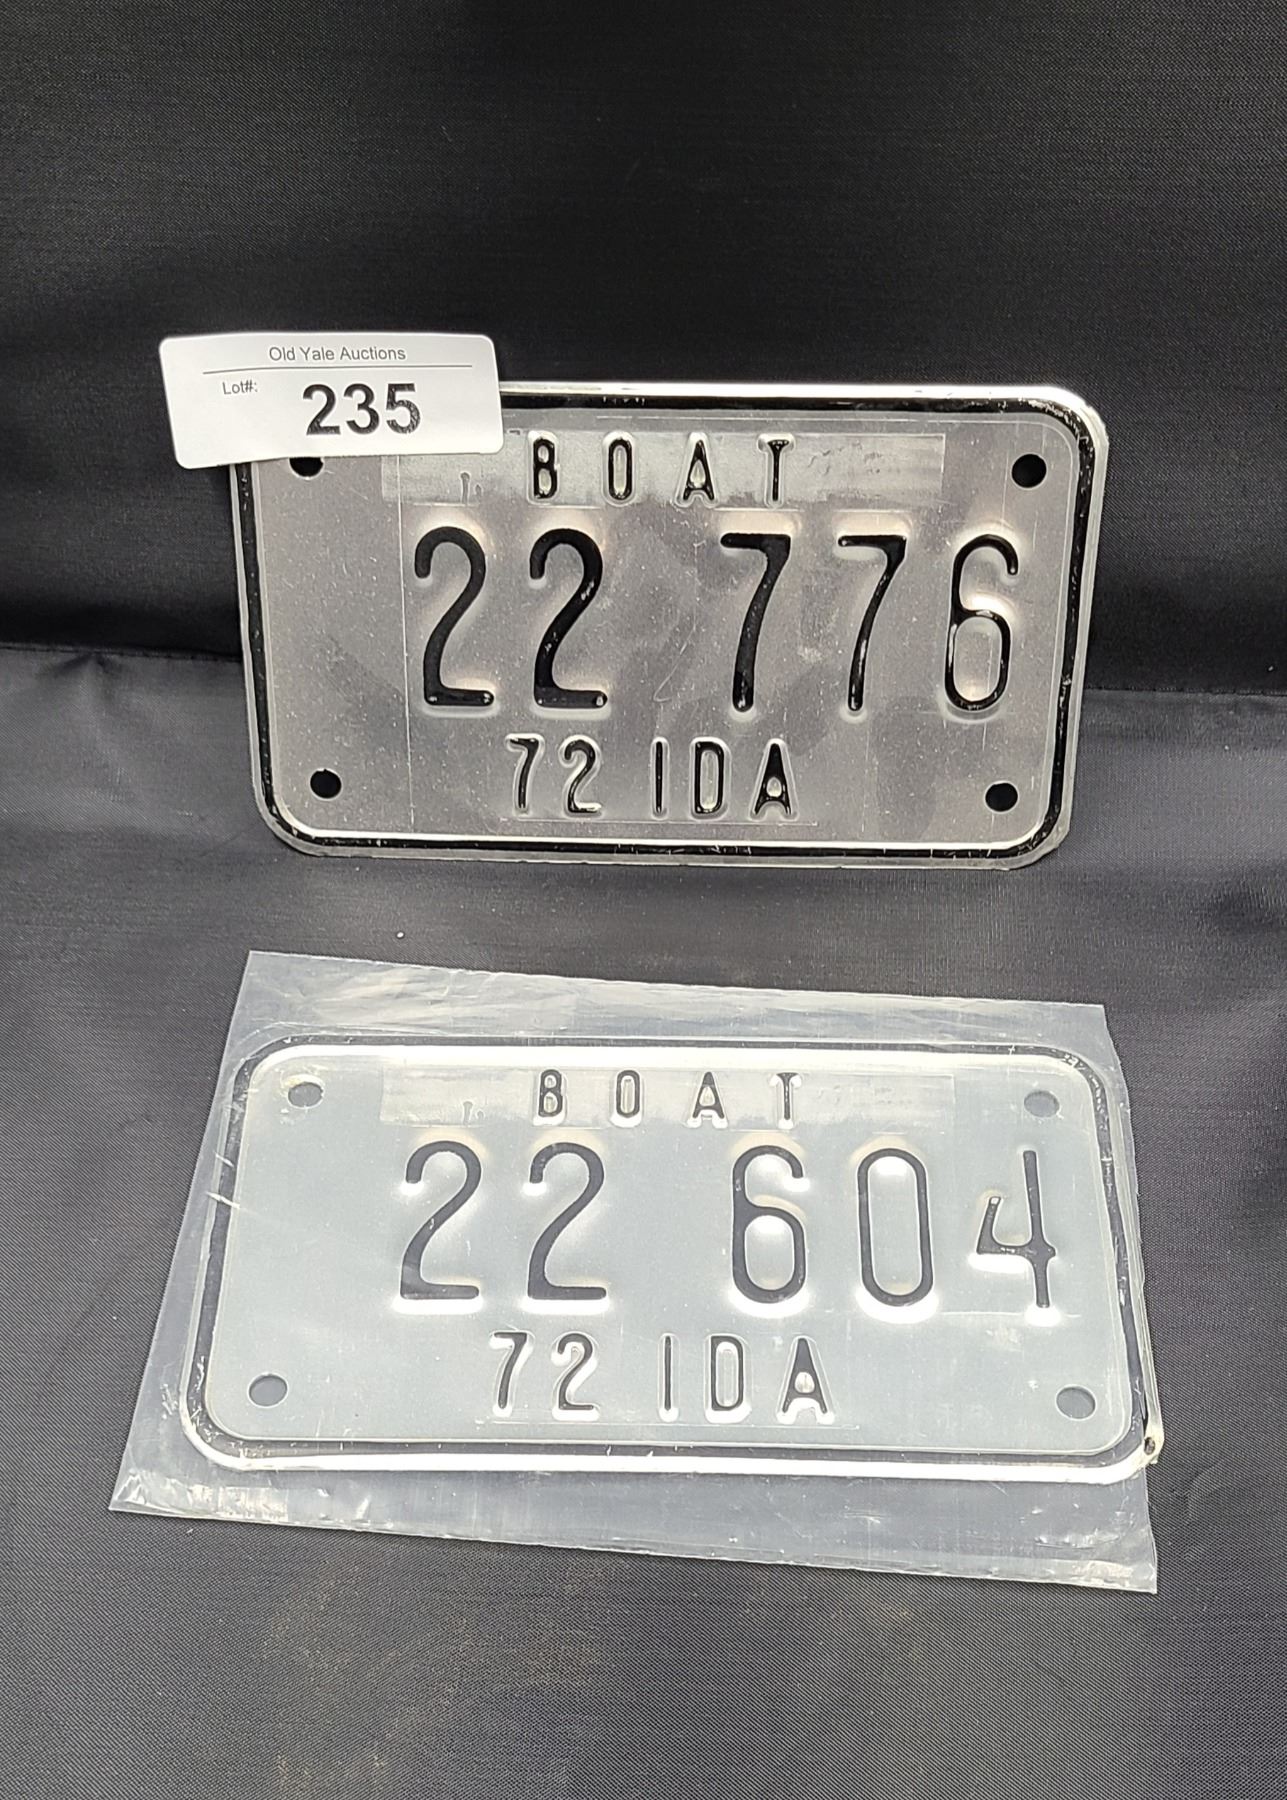 Old Yale Auctions
Lot#: 235
BOAT
22 776
72 IDA
BOAT
22 604
72 IDA